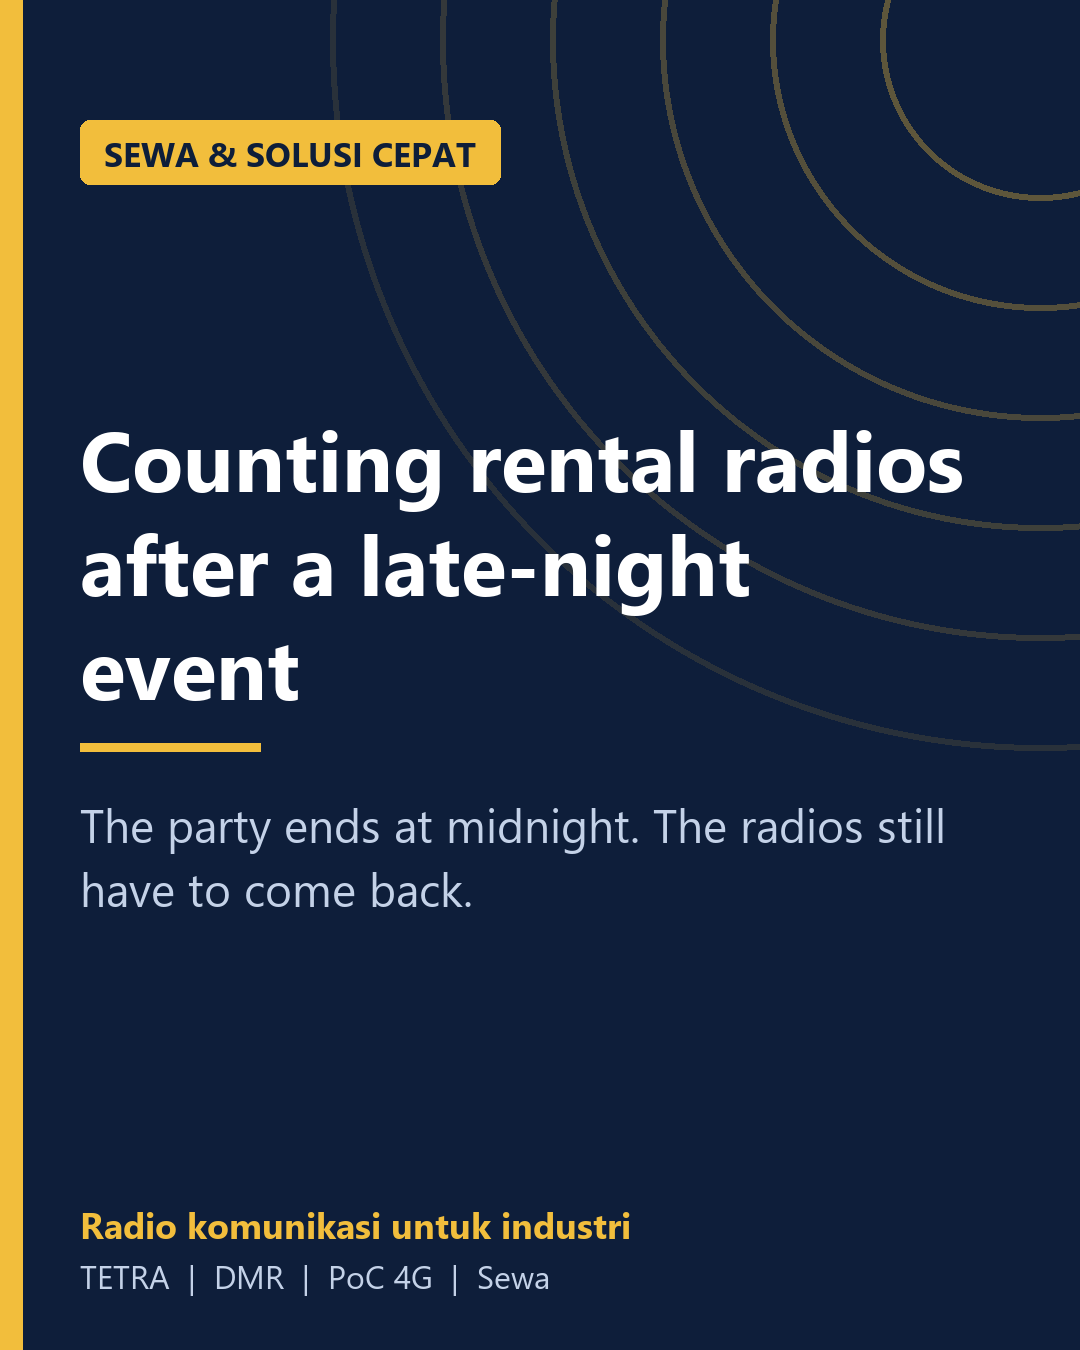 SEWA & SOLUSI CEPAT
Counting rental radios
after a late-night
event
The party ends at midnight. The radios still
have to come back.
Radio komunikasi untuk industri
TETRA | DMR | PoC 4G | Sewa